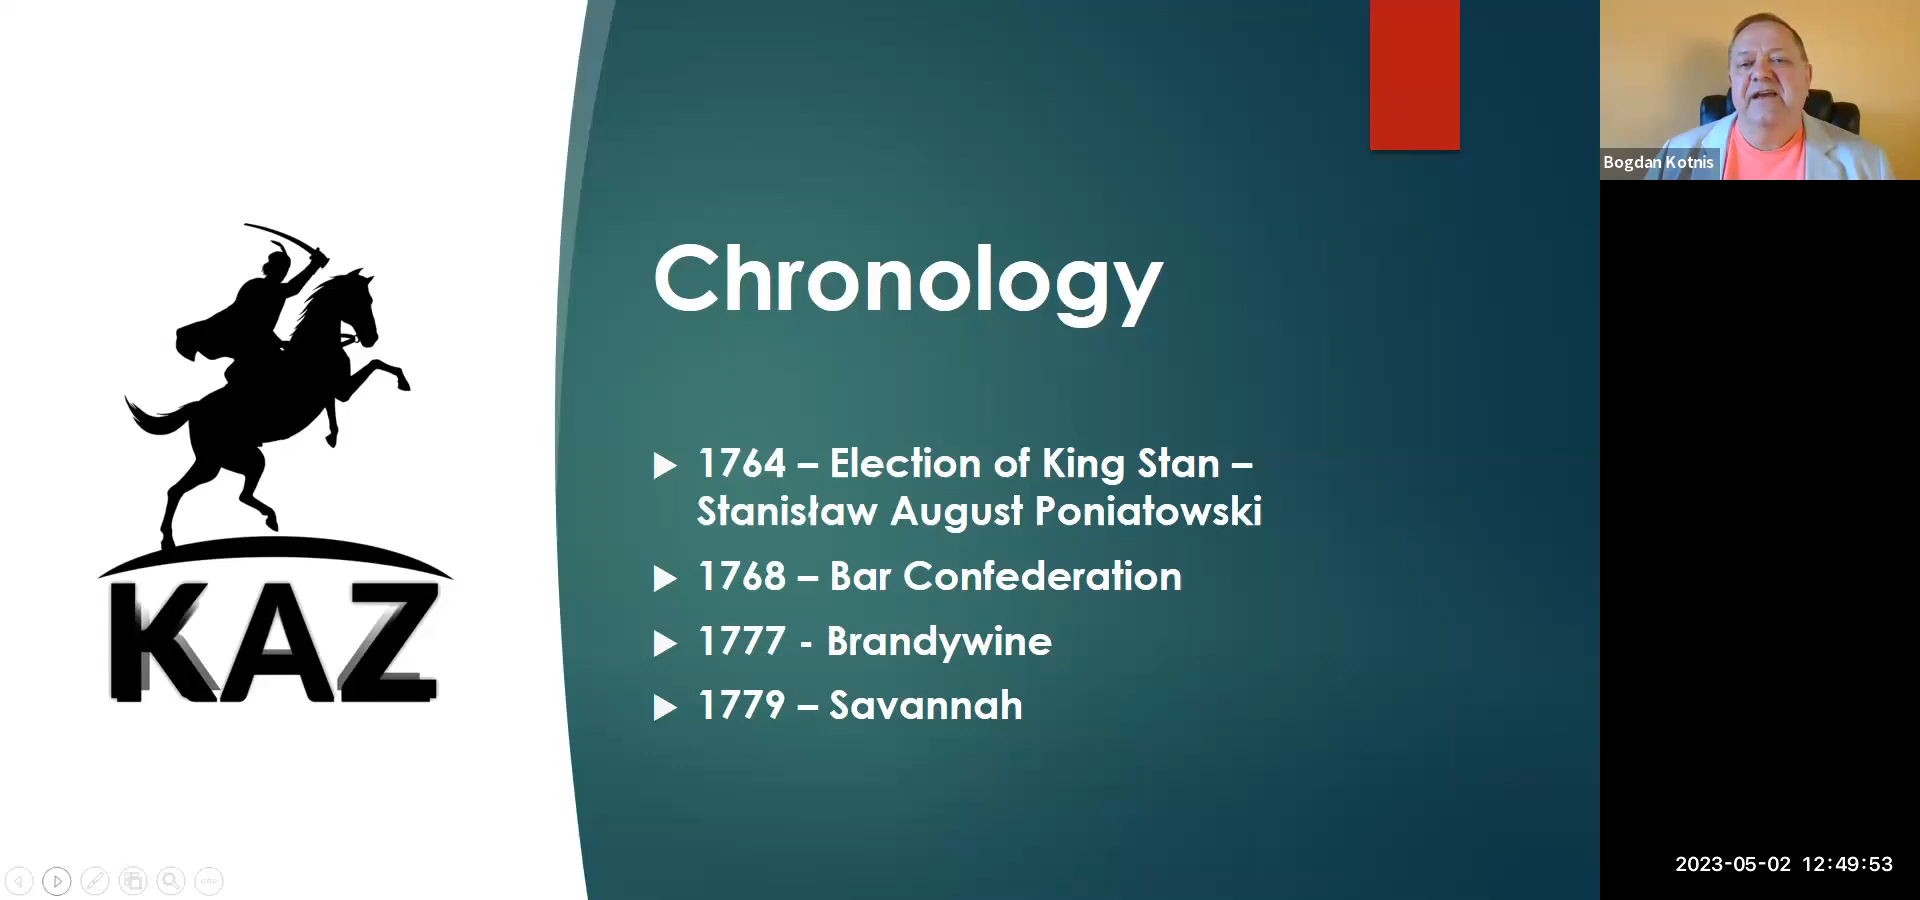 Chronology
1764 – Election of King Stan –
Stanisław August Poniatowski
1768 – Bar Confederation
1777 - Brandywine
1779 – Savannah
KAZ
Bogdan Kotnis
2023-05-02 12:49:53